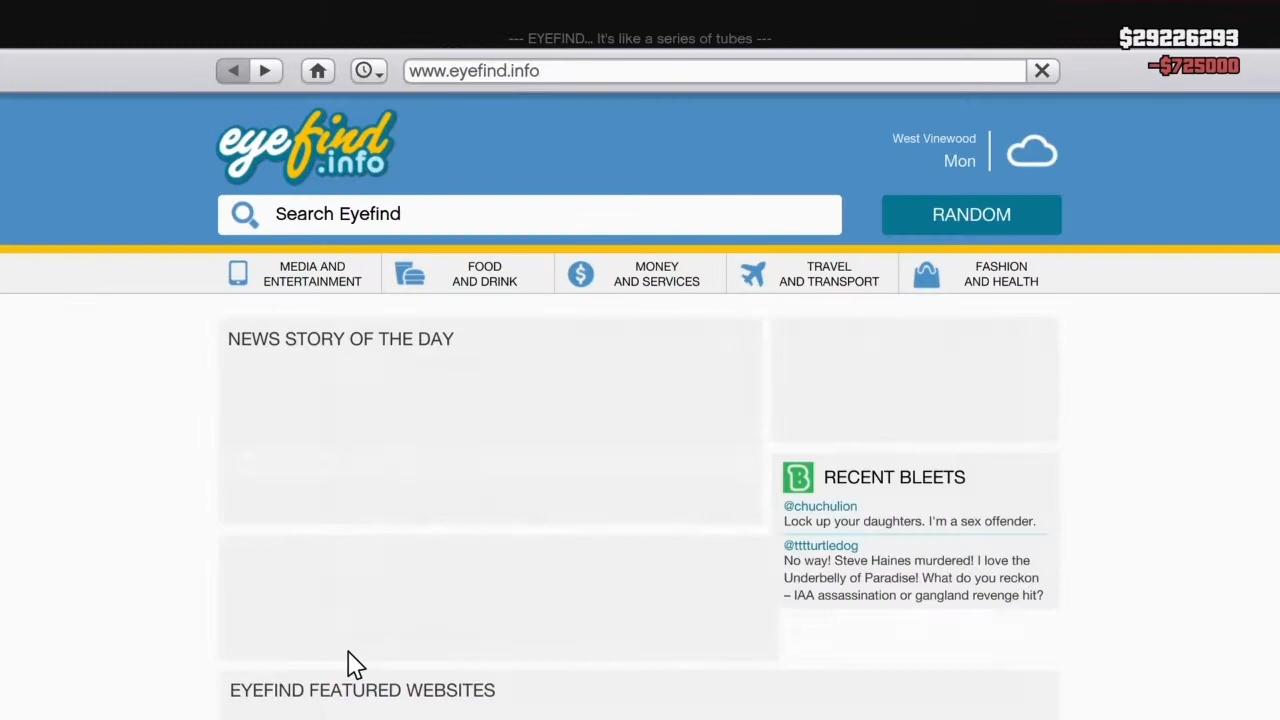 --- EYEFIND... It's like a series of tubes ---
$29226293
-$725000
www.eyefind.info
eyefind
.info
West Vinewood
Mon
Search Eyefind
RANDOM
MEDIA AND
ENTERTAINMENT
FOOD
AND DRINK
MONEY
AND SERVICES
TRAVEL
AND TRANSPORT
FASHION
AND HEALTH
NEWS STORY OF THE DAY
B RECENT BLEETS
@chuchulion
Lock up your daughters. I'm a sex offender.
@tttturtledog
No way! Steve Haines murdered! I love the
Underbelly of Paradise! What do you reckon
– IAA assassination or gangland revenge hit?
EYEFIND FEATURED WEBSITES